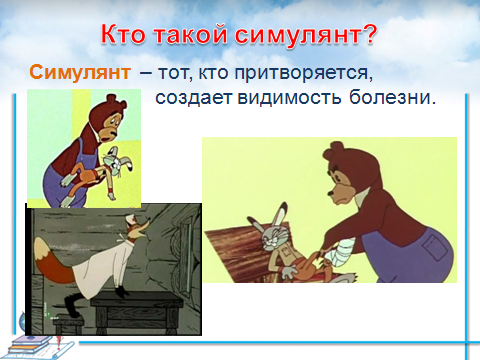 Кто такой симулянт?
Симулянт – тот, кто притворяется,
создает видимость болезни.